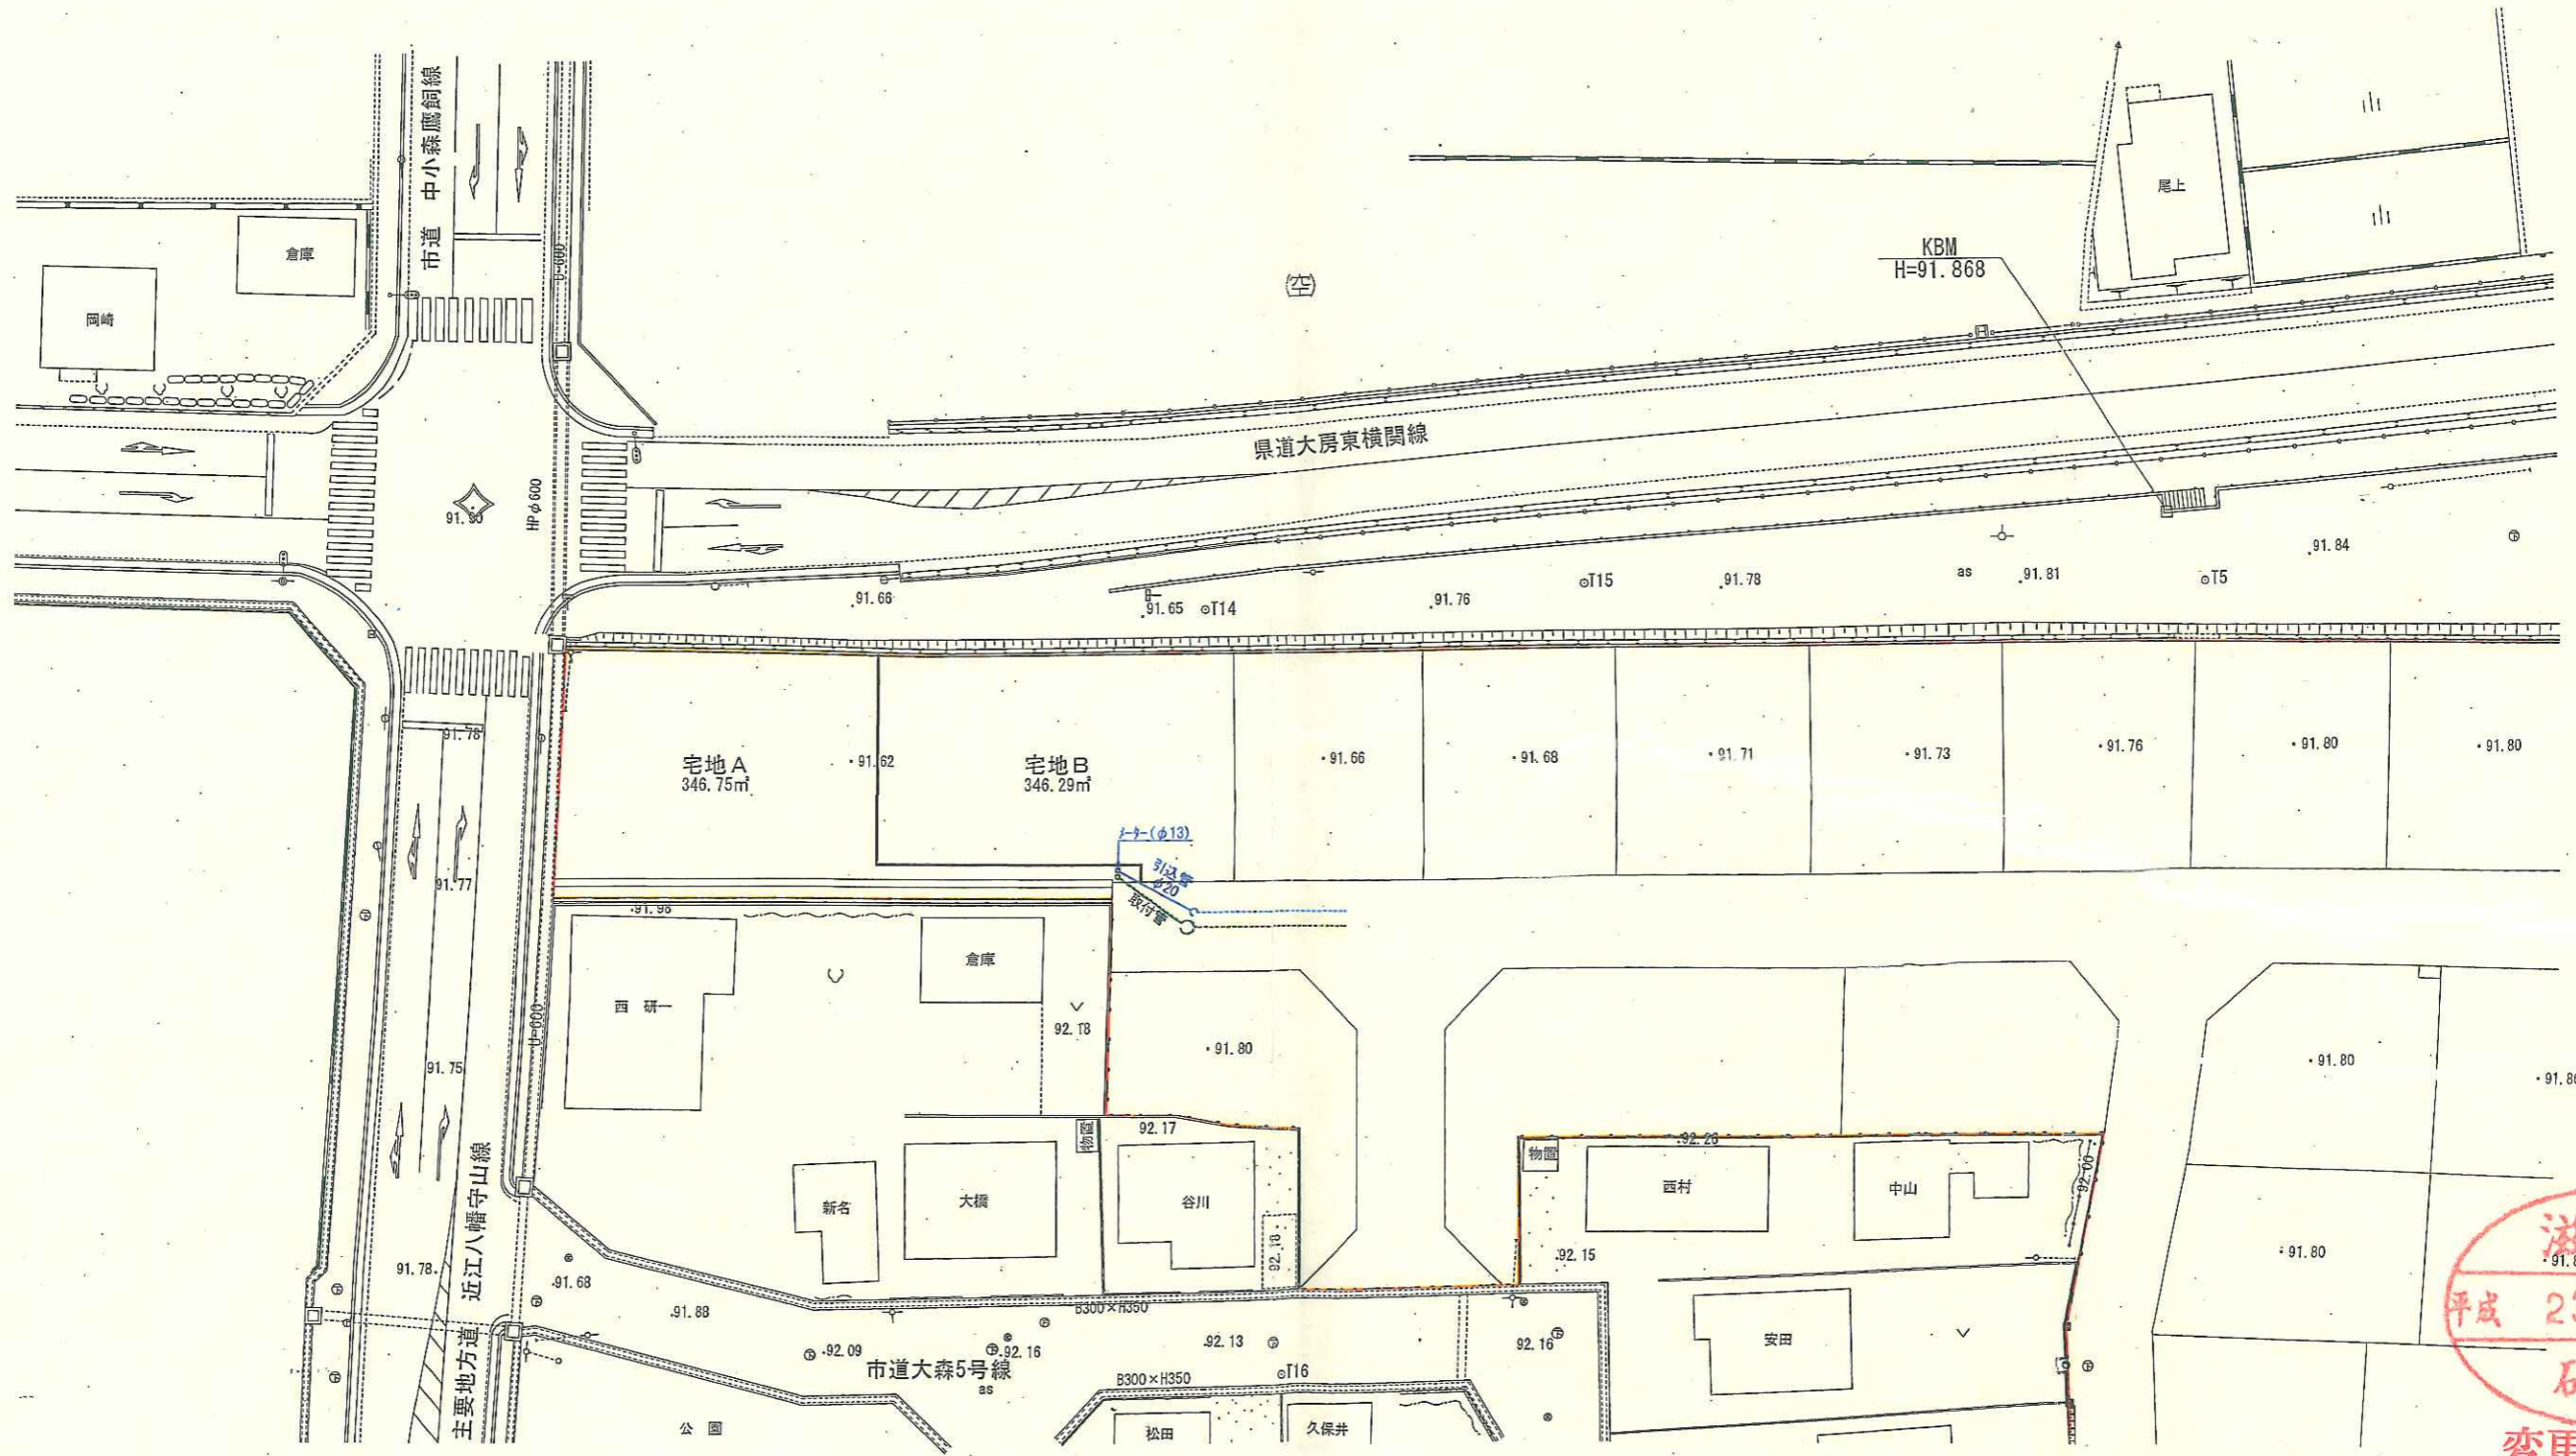 市道 中小森鷹飼線
倉庫
岡崎
U-600
(空)
KBM
H=91.868
尾上
県道大房東横関線
91.90
HPφ600
.91.66
.91.65 T14
.91.76
T15
.91.78
as
.91.81
T5
.91.84
91.78
宅地A
346.75㎡
・91.62
宅地B
346.29㎡
・91.66
・91.68
・91.71
・91.73
・91.76
・91.80
・91.80
メーター(φ13)
引込管
φ20
取付管
91.77
.91.98
西 研一
倉庫
92.18
・91.80
U-600
91.75
・91.80
物置
92.17
物置
92.26
92.00
新名
大橋
谷川
92.18
西村
中山
.92.15
・91.80
91.78.
.91.68
.91.88
B300×H350
主要地方道 近江八幡守山線
.92.09
.92.16
.92.13
92.16
安田
市道大森5号線
as
B300×H350
T16
公園
松田
久保井
平成 23
変更